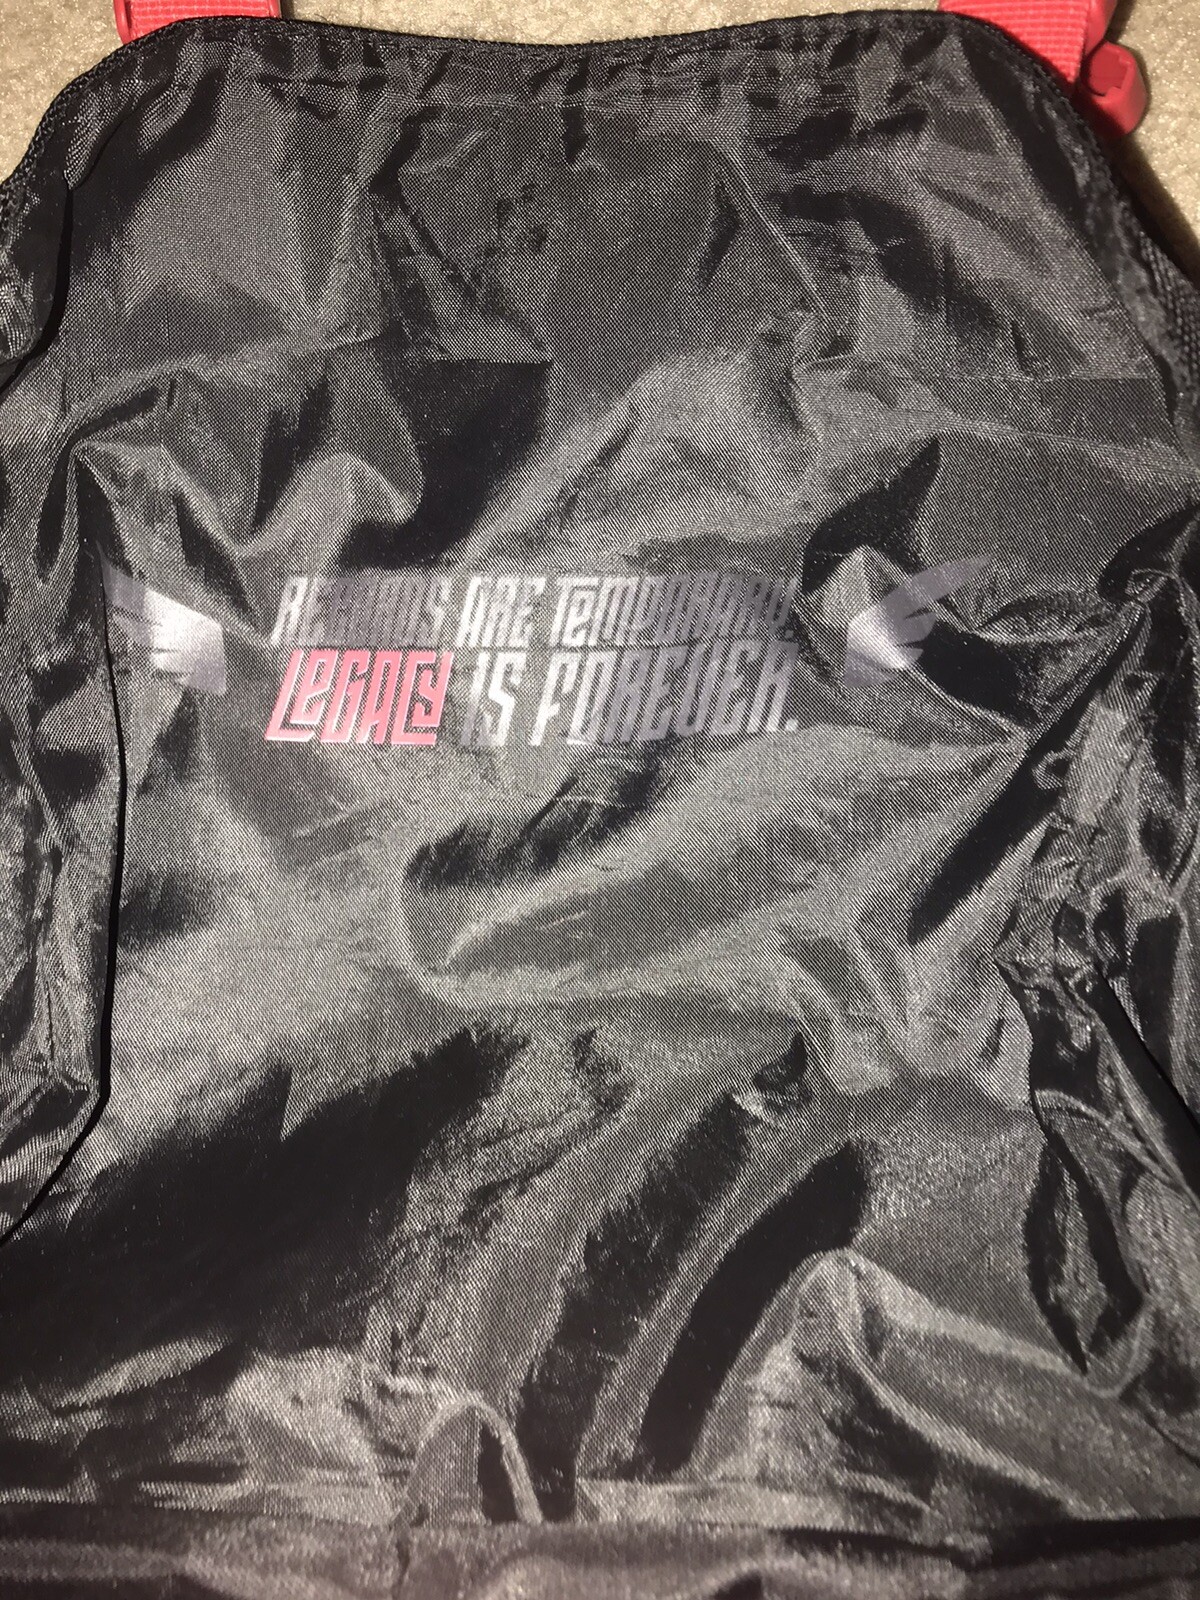 RECORDS ARE TEMPORARY.
LEGACY IS FOREVER.